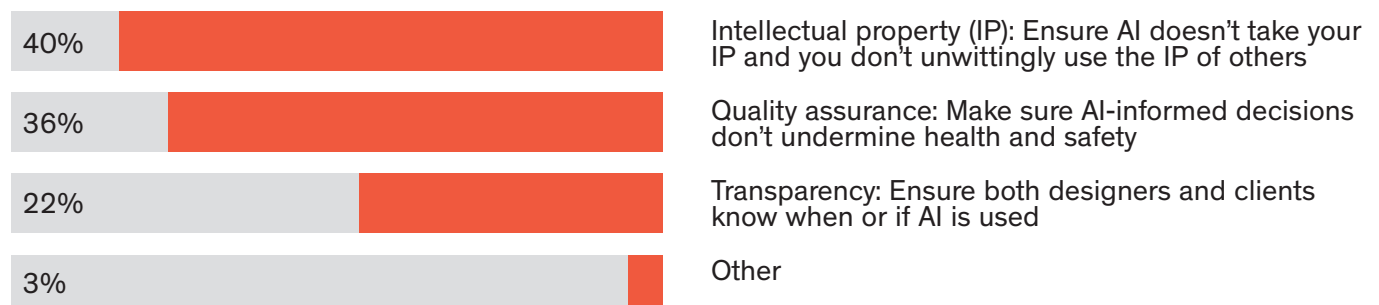 40%
Intellectual property (IP): Ensure AI doesn’t take your
IP and you don’t unwittingly use the IP of others
36%
Quality assurance: Make sure AI-informed decisions
don’t undermine health and safety
22%
Transparency: Ensure both designers and clients
know when or if AI is used
3%
Other